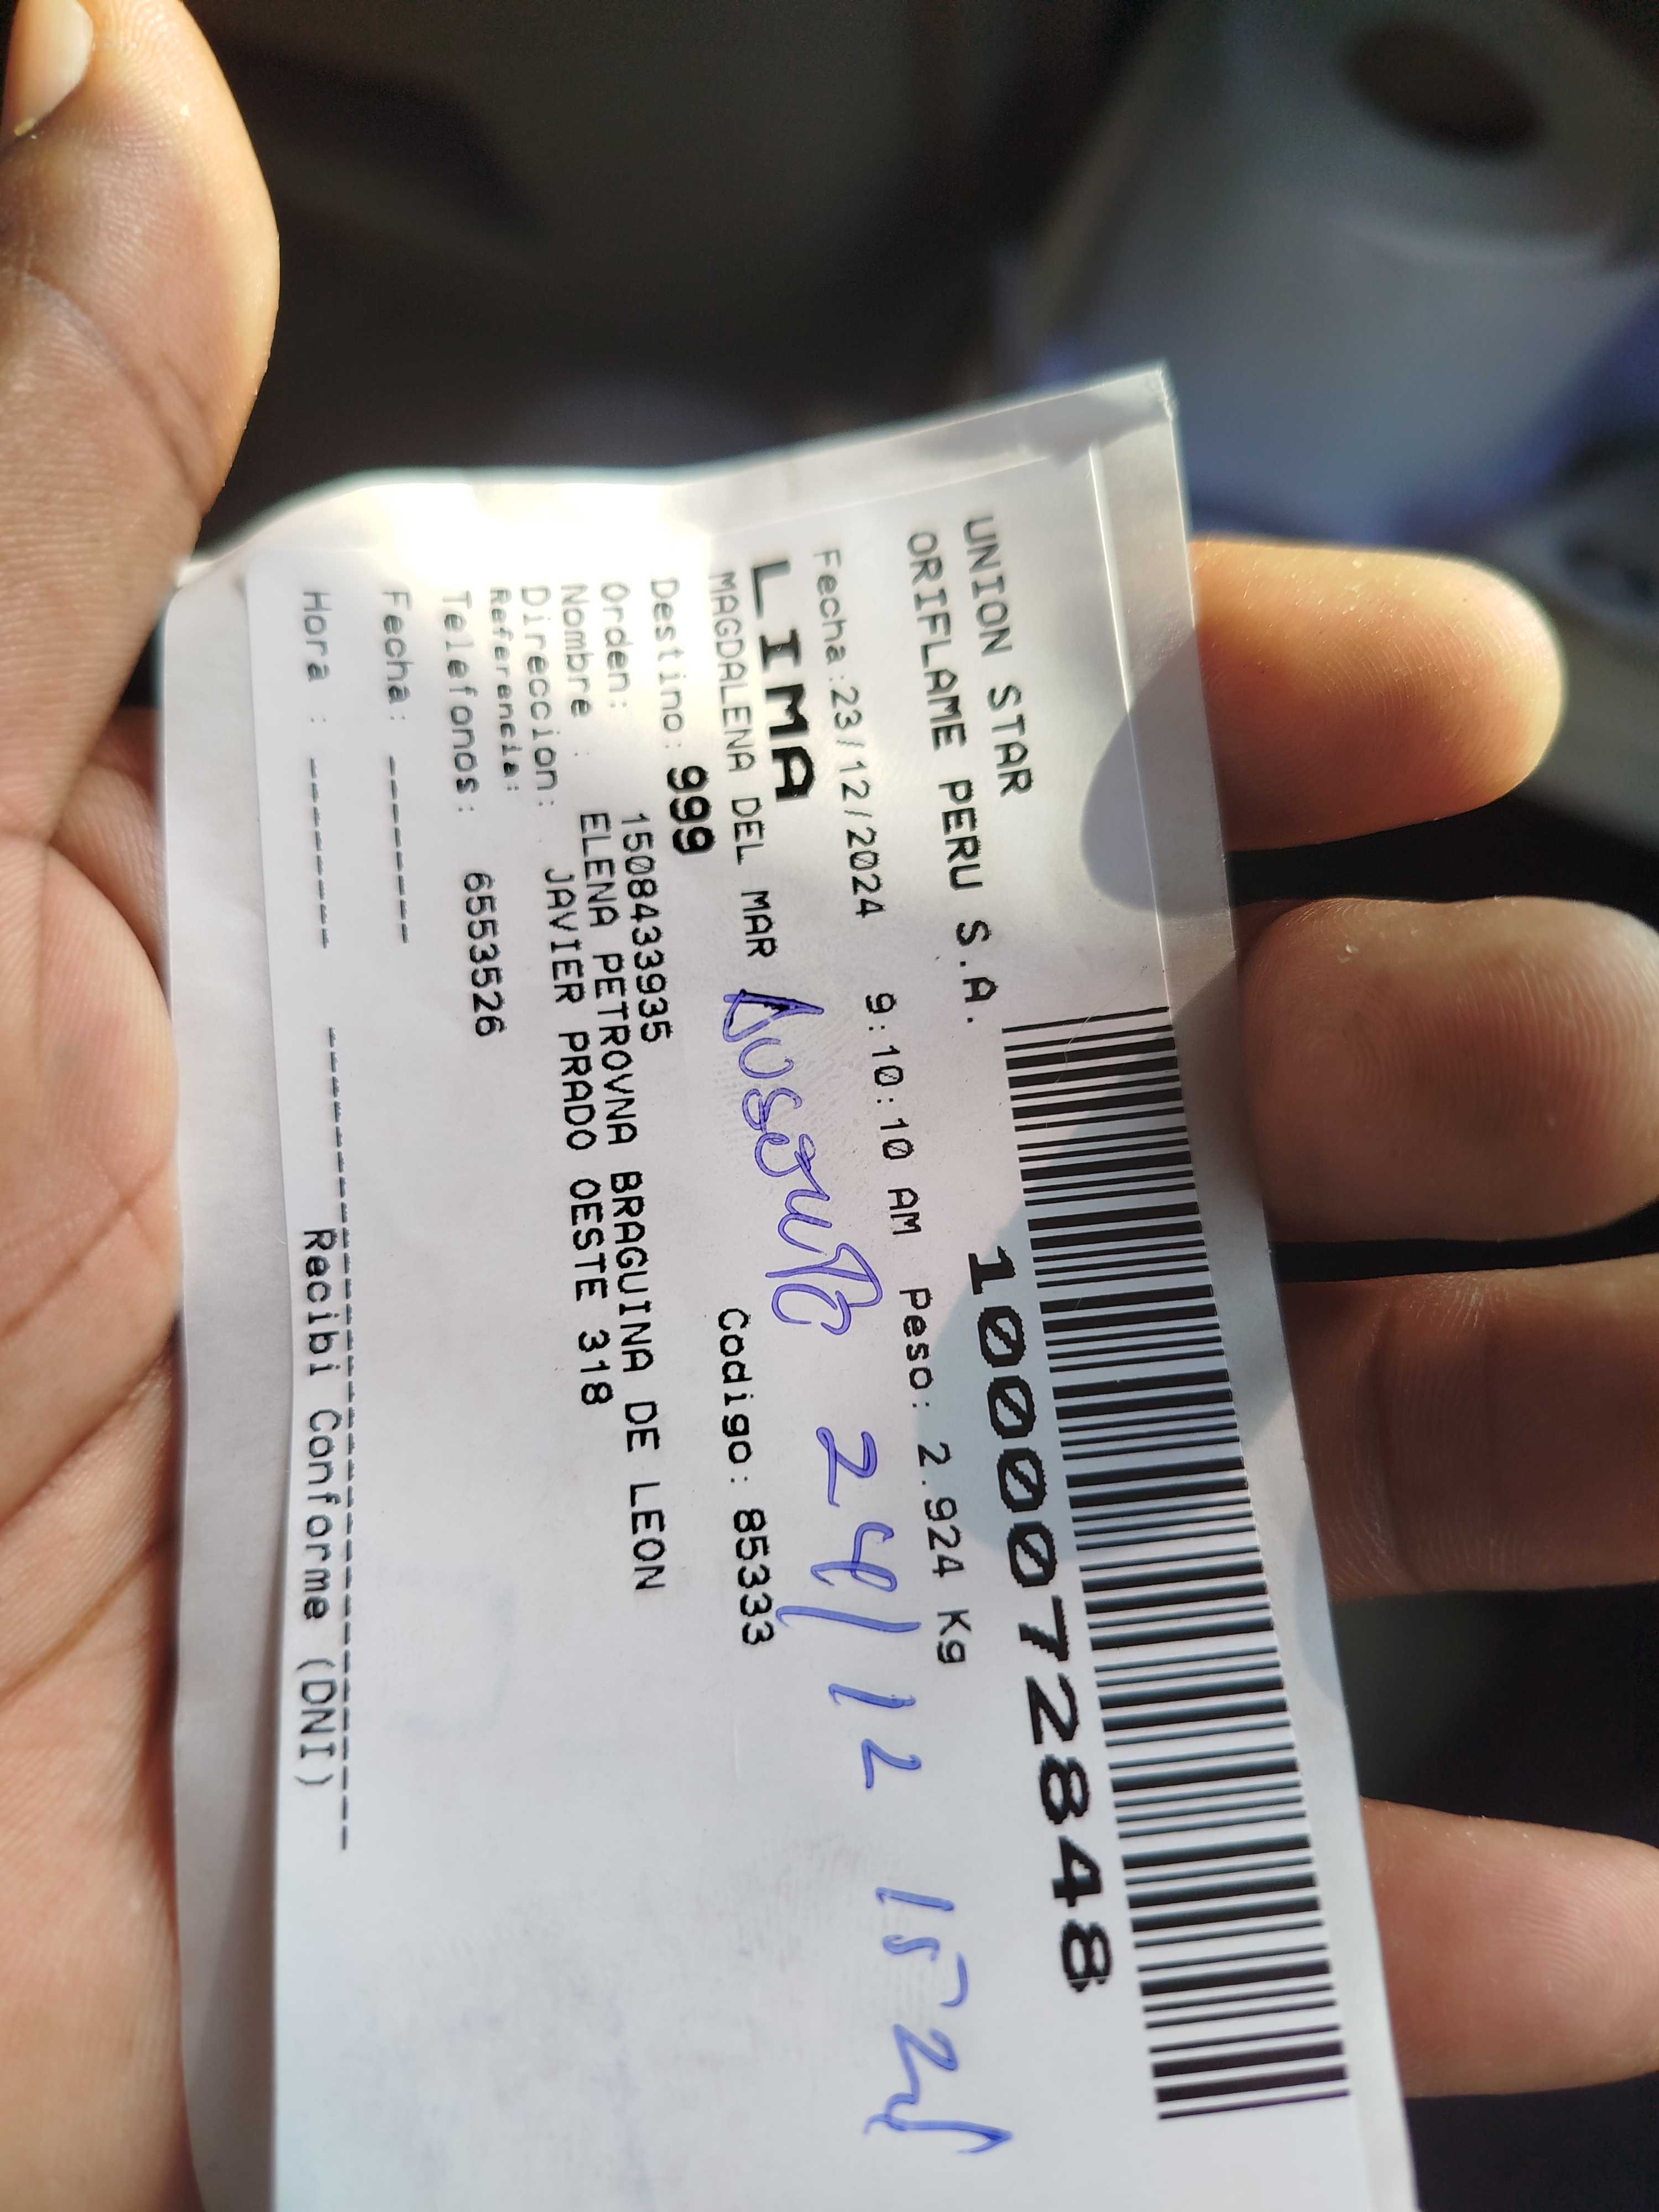 UNION STAR
ORIFLAME PERU S.A.
1000072848
Fecha:23/12/2024 9:10:10 AM Peso: 2.924 Kg
LIMA
MAGDALENA DEL MAR Ausente 24/12 15 24
Destino: 999 Codigo: 85333
Orden: 1508433935
Nombre : ELENA PETROVNA BRAGUINA DE LEON
Direccion: JAVIER PRADO OESTE 318
Referencia:
Telefonos: 6553526
Fecha: -------
Hora : --------
Recibi Conforme (DNI)